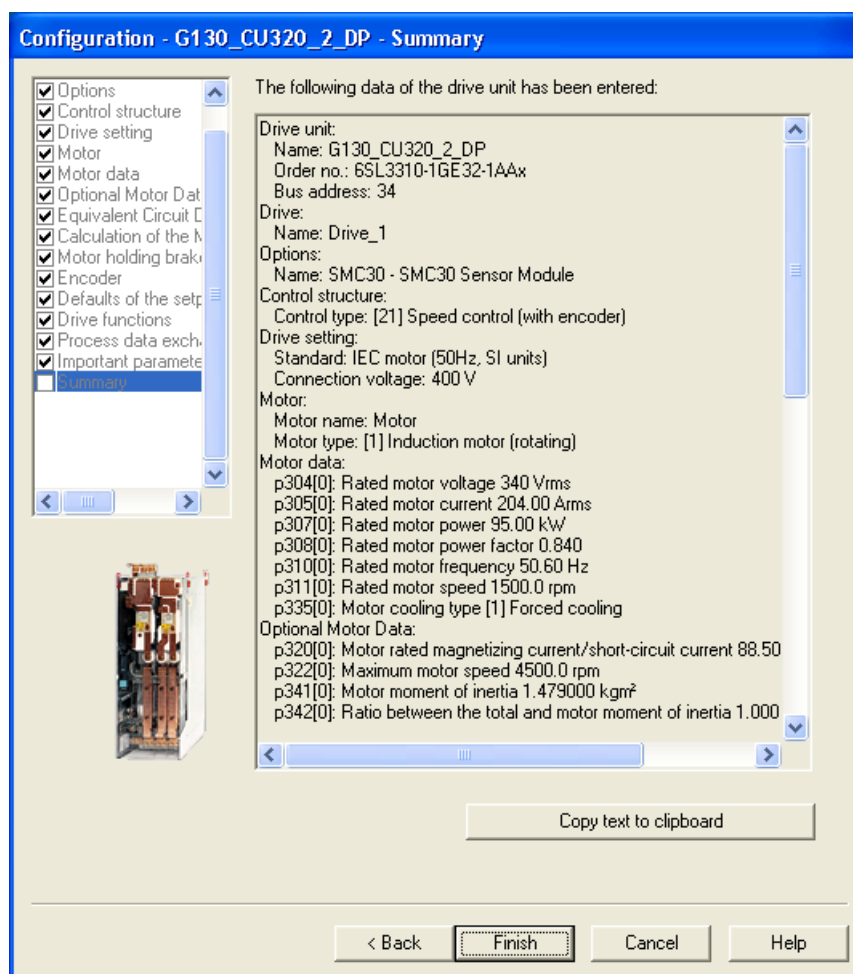 Configuration - G130_CU320_2_DP - Summary
The following data of the drive unit has been entered:
Options
Control structure
Drive setting
Motor
Motor data
Optional Motor Dat
Equivalent Circuit D
Calculation of the M
Motor holding brak
Encoder
Defaults of the setp
Drive functions
Process data exch
Important paramete
Summary
Drive unit:
Name: G130_CU320_2_DP
Order no.: 6SL3310-1GE32-1AAx
Bus address: 34
Drive:
Name: Drive_1
Options:
Name: SMC30 - SMC30 Sensor Module
Control structure:
Control type: [21] Speed control (with encoder)
Drive setting:
Standard: IEC motor (50Hz, SI units)
Connection voltage: 400 V
Motor:
Motor name: Motor
Motor type: [1] Induction motor (rotating)
Motor data:
p304[0]: Rated motor voltage 340 Vrms
p305[0]: Rated motor current 204.00 Arms
p307[0]: Rated motor power 95.00 kW
p308[0]: Rated motor power factor 0.840
p310[0]: Rated motor frequency 50.60 Hz
p311[0]: Rated motor speed 1500.0 rpm
p335[0]: Motor cooling type [1] Forced cooling
Optional Motor Data:
p320[0]: Motor rated magnetizing current/short-circuit current 88.50
p322[0]: Maximum motor speed 4500.0 rpm
p341[0]: Motor moment of inertia 1.479000 kgm²
p342[0]: Ratio between the total and motor moment of inertia 1.000
Copy text to clipboard
< Back
Finish
Cancel
Help